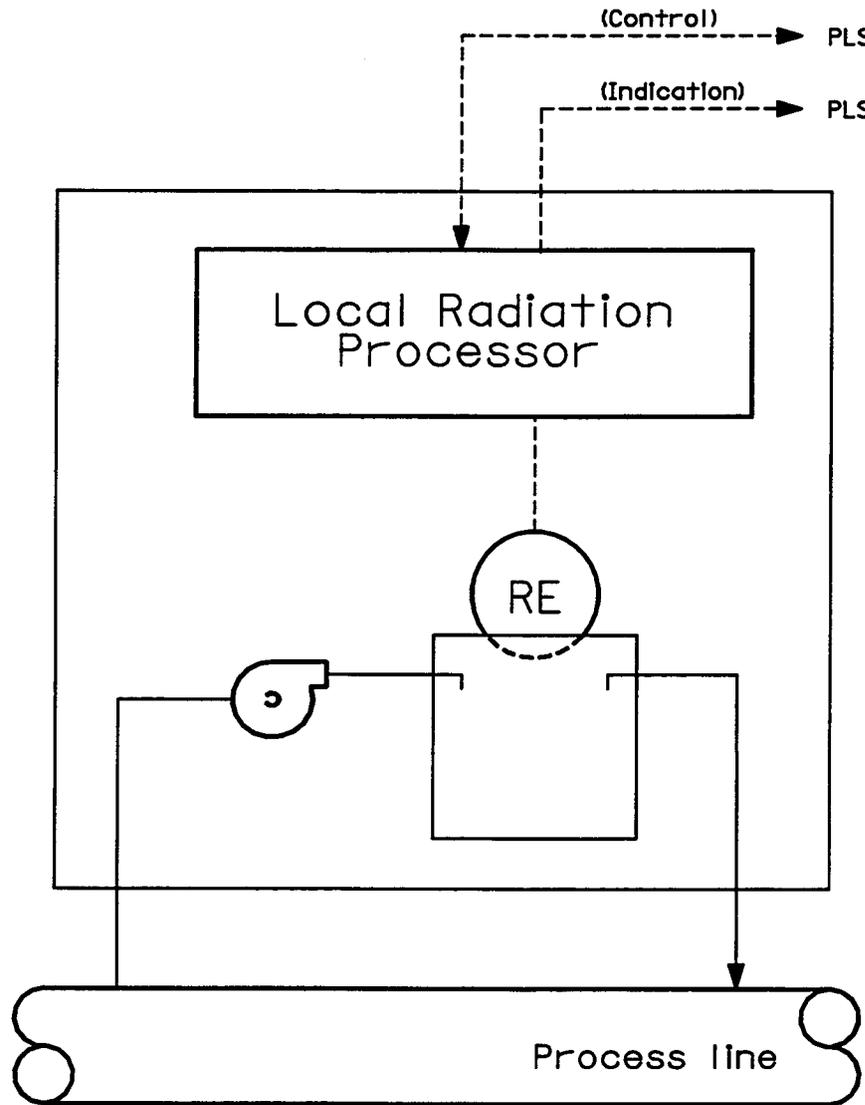 (Control)
PLS
(Indication)
PLS
Local Radiation
Processor
RE
Process line